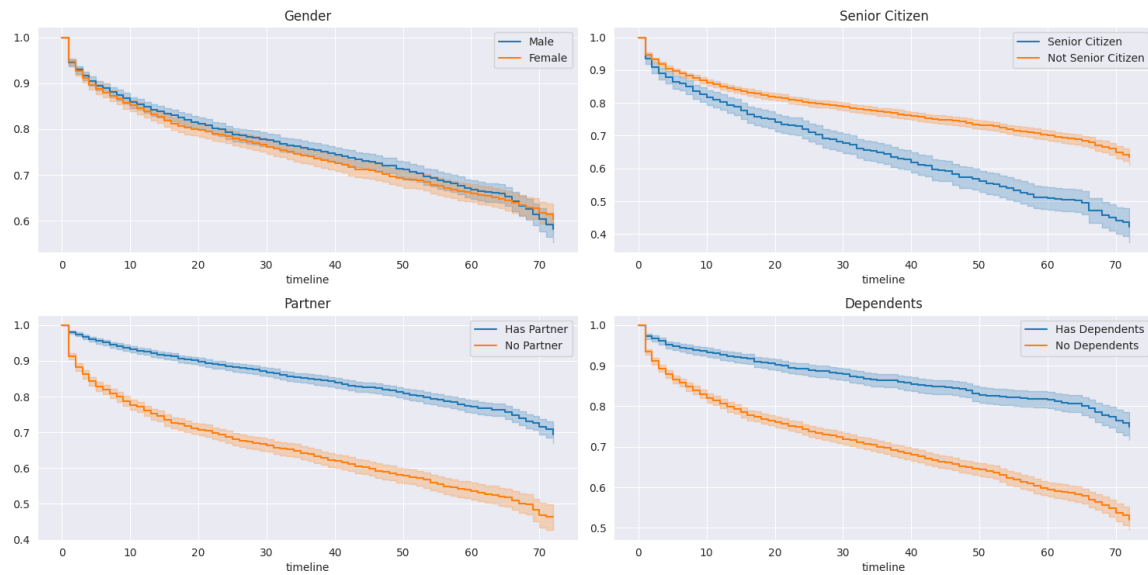 Gender
1.0
0.9
0.8
0.7
0.6
0 10 20 30 40 50 60 70
timeline
Male
Female
Senior Citizen
1.0
0.9
0.8
0.7
0.6
0.5
0.4
0 10 20 30 40 50 60 70
timeline
Senior Citizen
Not Senior Citizen
Partner
1.0
0.9
0.8
0.7
0.6
0.5
0.4
0 10 20 30 40 50 60 70
timeline
Has Partner
No Partner
Dependents
1.0
0.9
0.8
0.7
0.6
0.5
0 10 20 30 40 50 60 70
timeline
Has Dependents
No Dependents